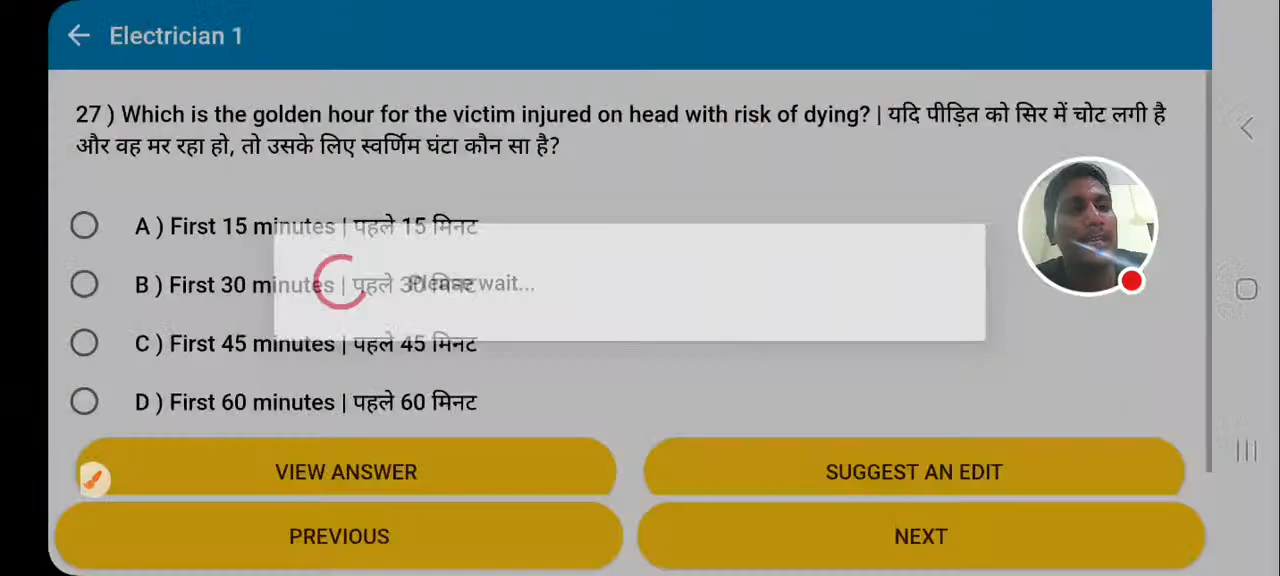 Electrician 1
27 ) Which is the golden hour for the victim injured on head with risk of dying? | यदि पीड़ित को सिर में चोट लगी है
और वह मर रहा हो, तो उसके लिए स्वर्णिम घंटा कौन सा है?
A ) First 15 minutes | पहले 15 मिनट
B ) First 30 minutes | पहले 30 मिनट
Please wait...
C ) First 45 minutes | पहले 45 मिनट
D ) First 60 minutes | पहले 60 मिनट
VIEW ANSWER
SUGGEST AN EDIT
PREVIOUS
NEXT